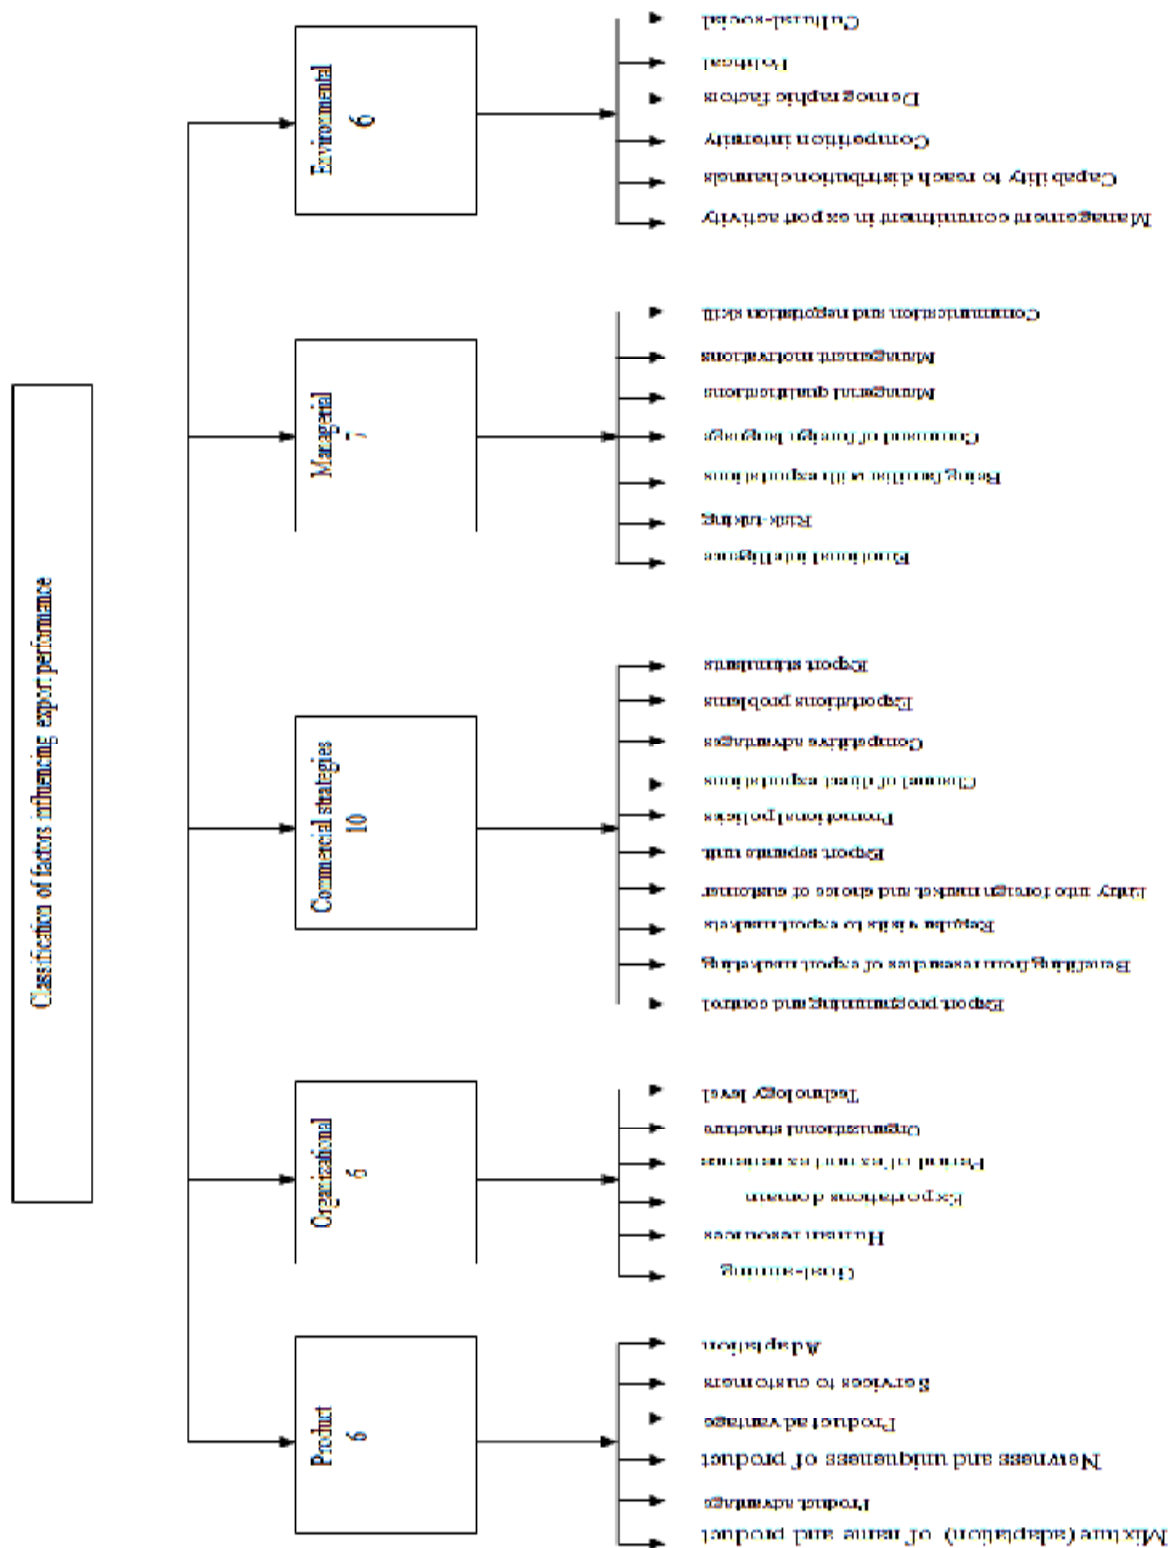 Classification of factors influencing export performance
Environmental
6
Cultural-social
Political
Demographic factors
Competition intensity
Capability to reach distribution channels
Management commitment in export activity
Managerial
7
Communication and negotiation skill
Management motivations
Managerial qualifications
Command of foreign language
Being familiar with exportations
Risk-taking
Emotional intelligence
Commercial strategies
10
Export stimulants
Exportations problems
Competitive advantages
Channel of direct exportations
Promotional policies
Export separate unit
Entry into foreign market and choice of customer
Regular visits to export markets
Benefiting from researches of export marketing
Export programming and control
Organizational
6
Technology level
Organizational structure
Period of export experience
Exportations domain
Human resources
Goal-aiming
Product
6
Adaptation
Services to customers
Product advantage
Newness and uniqueness of product
Product advantage
Mixture (adaptation) of name and product